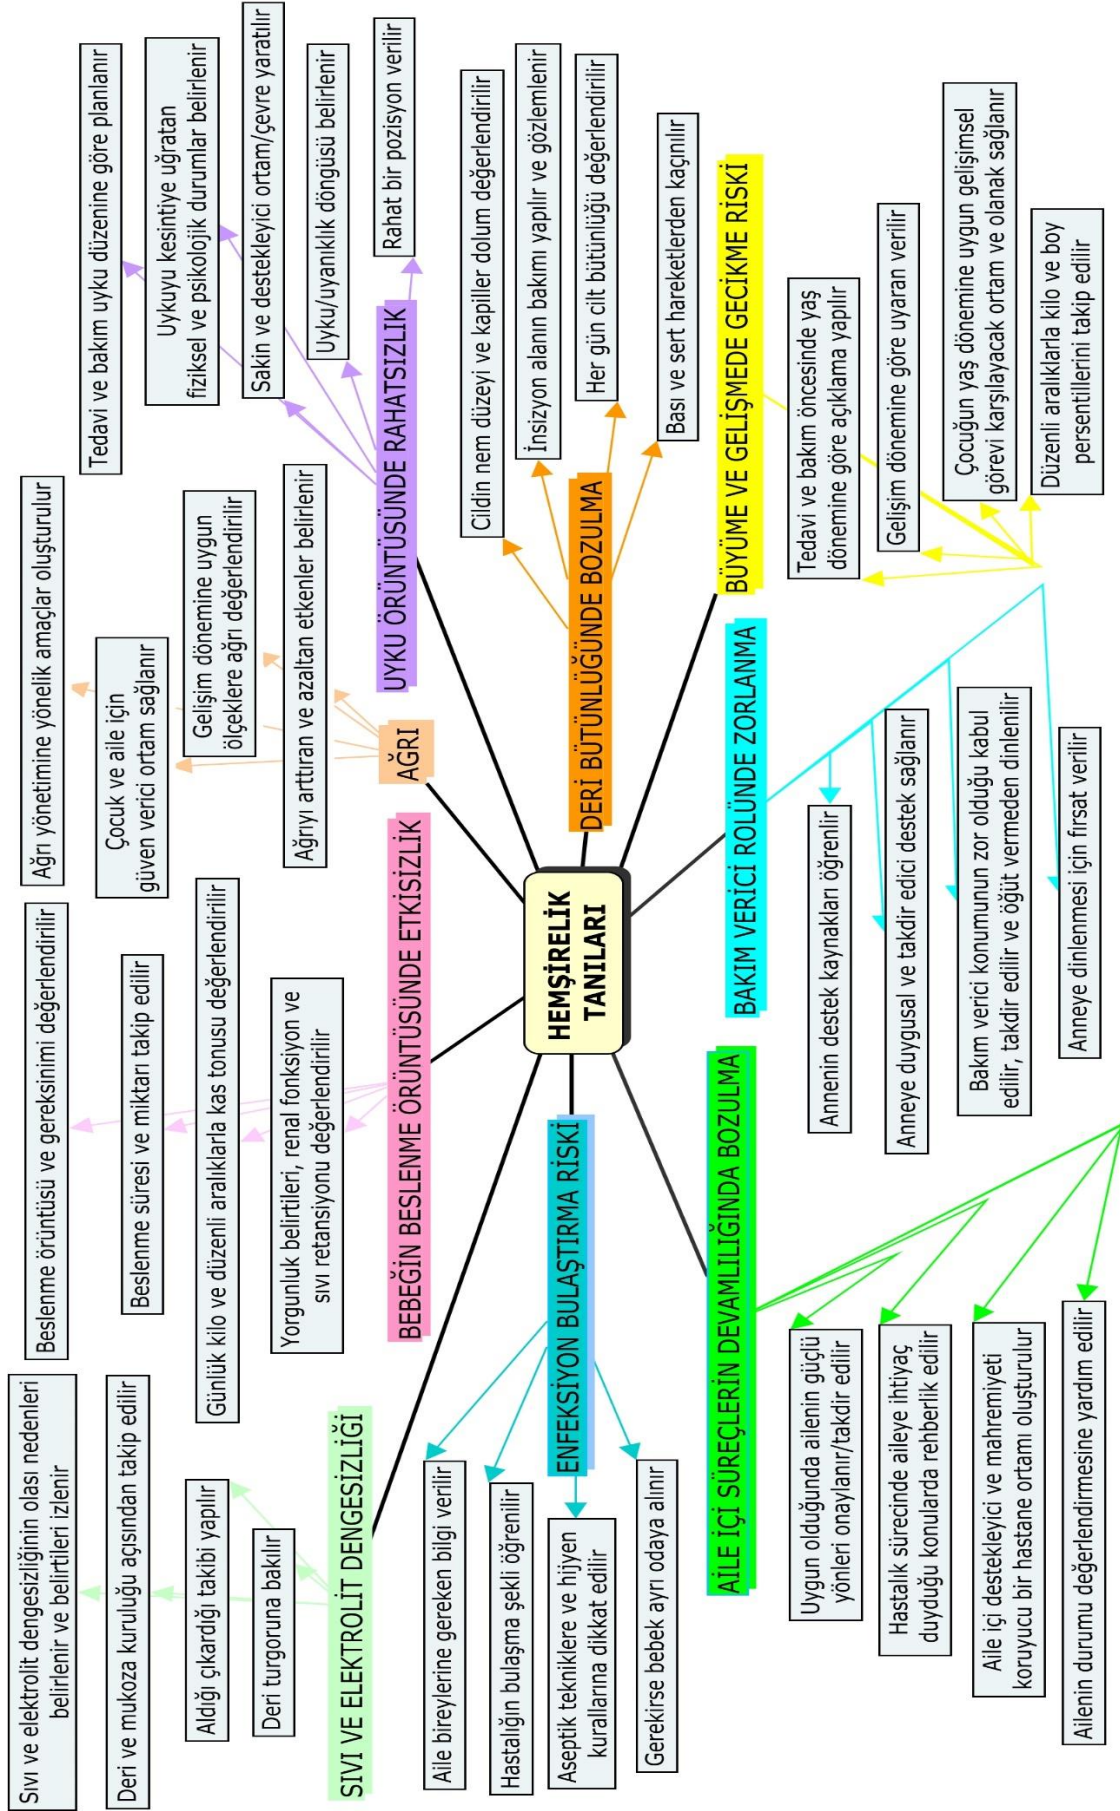 Sıvı ve elektrolit dengesizliğinin olası nedenleri
belirlenir ve belirtileri izlenir
Deri ve mukoza kuruluğu açısından takip edilir
Aldığı çıkardığı takibi yapılır
Deri turgoruna bakılır
SIVI VE ELEKTROLİT DENGESİZLİĞİ
Beslenme örüntüsü ve gereksinimi değerlendirilir
Beslenme süresi ve miktarı takip edilir
Günlük kilo ve düzenli aralıklarla kas tonusu değerlendirilir
Yorgunluk belirtileri, renal fonksiyon ve
sıvı retansiyonu değerlendirilir
BEBEĞİN BESLENME ÖRÜNTÜSÜNDE ETKİSİZLİK
Ağrı yönetimine yönelik amaçlar oluşturulur
Çocuk ve aile için
güven verici ortam sağlanır
Gelişim dönemine uygun
ölçeklere ağrı değerlendirilir
Ağrıyı arttıran ve azaltan etkenler belirlenir
AĞRI
Tedavi ve bakım uyku düzenine göre planlanır
Uykuyu kesintiye uğratan
fiziksel ve psikolojik durumlar belirlenir
Sakin ve destekleyici ortam/çevre yaratılır
Uyku/uyanıklık döngüsü belirlenir
Rahat bir pozisyon verilir
UYKU ÖRÜNTÜSÜNDE RAHATSIZLIK
Aile bireylerine gereken bilgi verilir
Hastalığın bulaşma şekli öğrenilir
Aseptik tekniklere ve hijyen
kurallarına dikkat edilir
Gerekirse bebek ayrı odaya alınır
ENFEKSİYON BULAŞTIRMA RİSKİ
HEMŞİRELİK
TANILARI
DERİ BÜTÜNLÜĞÜNDE BOZULMA
Cildin nem düzeyi ve kapiller dolum değerlendirilir
İnsizyon alanın bakımı yapılır ve gözlemlenir
Her gün cilt bütünlüğü değerlendirilir
Bası ve sert hareketlerden kaçınılır
AİLE İÇİ SÜREÇLERİN DEVAMLILIĞINDA BOZULMA
Uygun olduğunda ailenin güçlü
yönleri onaylanır/takdir edilir
Hastalık sürecinde aileye ihtiyaç
duyduğu konularda rehberlik edilir
Aile içi destekleyici ve mahremiyeti
koruyucu bir hastane ortamı oluşturulur
Ailenin durumu değerlendirmesine yardım edilir
BAKIM VERİCİ ROLÜNDE ZORLANMA
Annenin destek kaynakları öğrenilir
Anneye duygusal ve takdir edici destek sağlanır
Bakım verici konumunun zor olduğu kabul
edilir, takdir edilir ve öğüt vermeden dinlenilir
Anneye dinlenmesi için fırsat verilir
BÜYÜME VE GELİŞMEDE GECİKME RİSKİ
Tedavi ve bakım öncesinde yaş
dönemine göre açıklama yapılır
Gelişim dönemine göre uyaran verilir
Çocuğun yaş dönemine uygun gelişimsel
görevi karşılayacak ortam ve olanak sağlanır
Düzenli aralıklarla kilo ve boy
persentillerini takip edilir